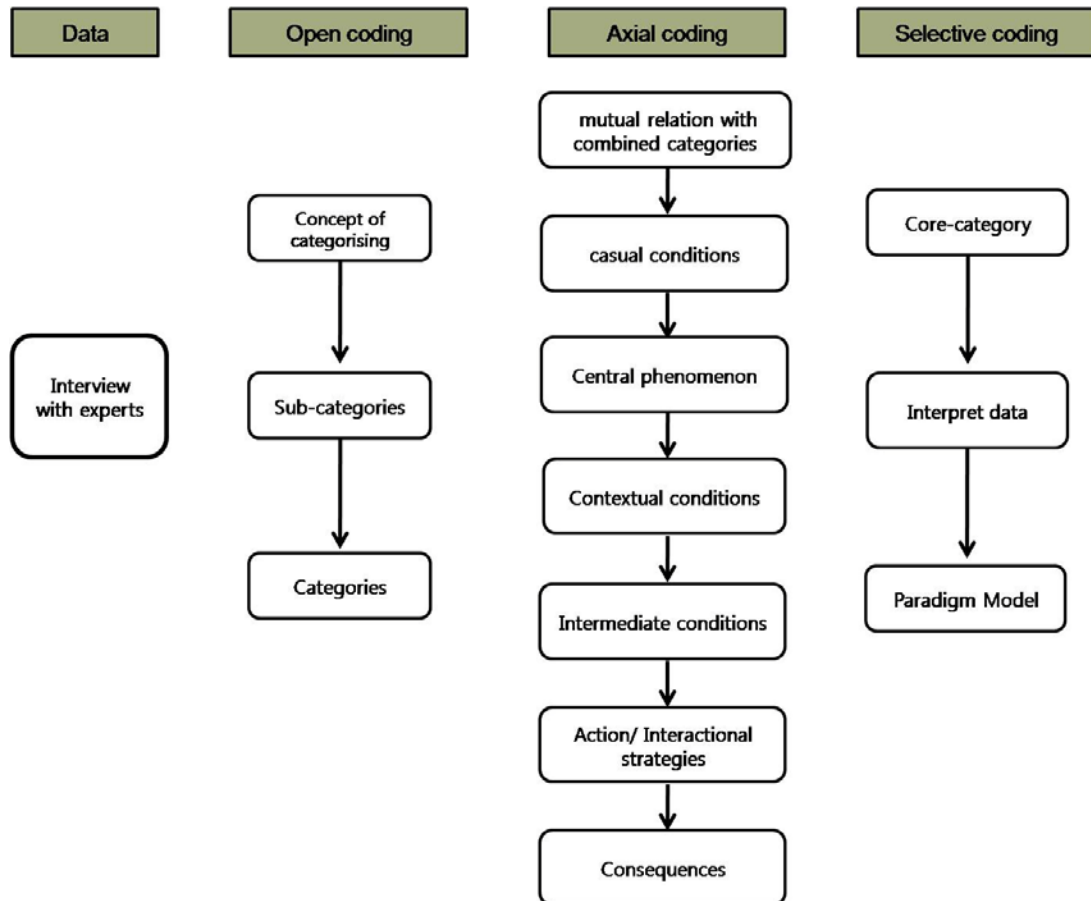 Data
Open coding
Axial coding
Selective coding
Interview
with experts
Concept of
categorising
Sub-categories
Categories
mutual relation with
combined categories
casual conditions
Central phenomenon
Contextual conditions
Intermediate conditions
Action/ Interactional
strategies
Consequences
Core-category
Interpret data
Paradigm Model